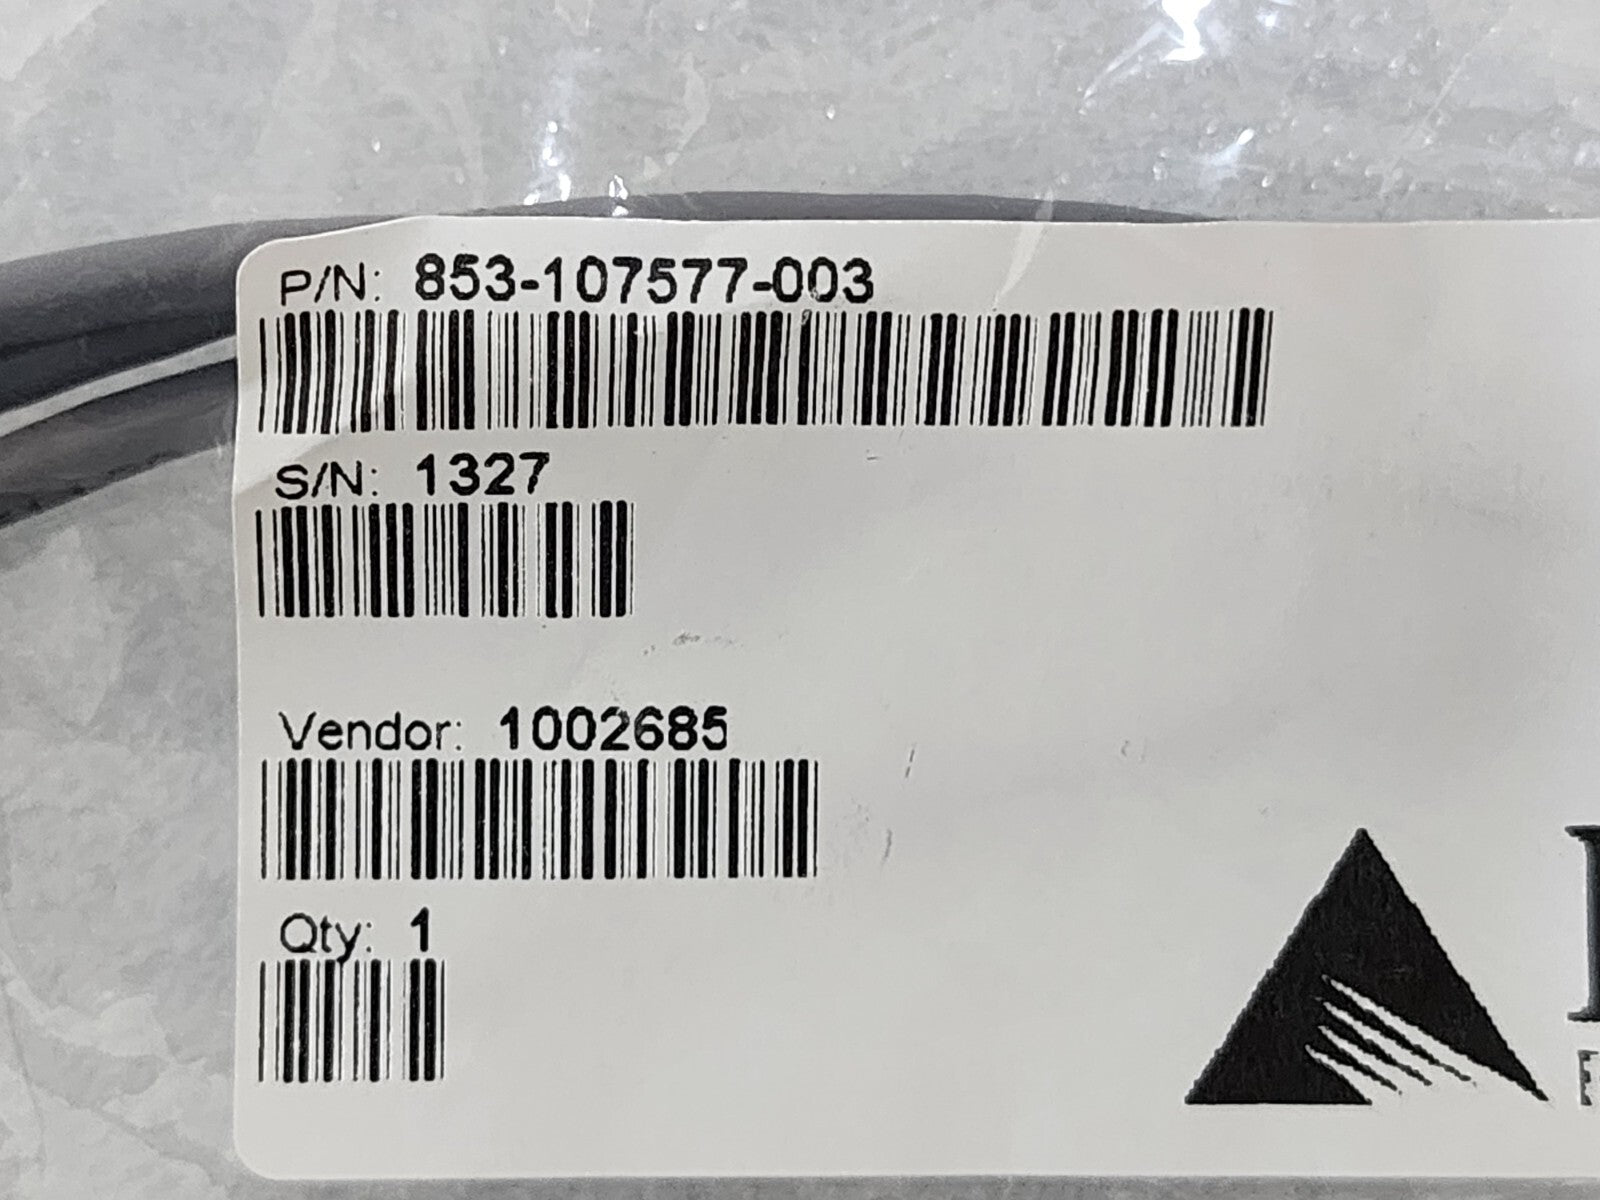 P/N: 853-107577-003
S/N: 1327
Vendor: 1002685
Qty: 1